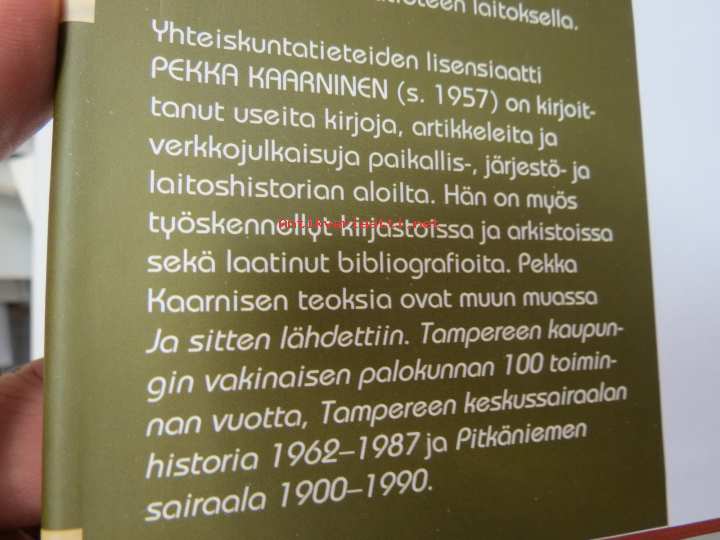 laitoksella.
Yhteiskuntatieteiden lisensiaatti
PEKKA KAARNINEN (s. 1957) on kirjoit-
tanut useita kirjoja, artikkeleita ja
verkkojulkaisuja paikallis-, järjestö- ja
laitoshistorian aloilta. Hän on myös
työskennellyt kirjastoissa ja arkistoissa
sekä laatinut bibliografioita. Pekka
Kaarnisen teoksia ovat muun muassa
Ja sitten lähdettiin. Tampereen kaupun-
gin vakinaisen palokunnan 100 toimin-
nan vuotta, Tampereen keskussairaalan
historia 1962–1987 ja Pitkäniemen
sairaala 1900–1990.